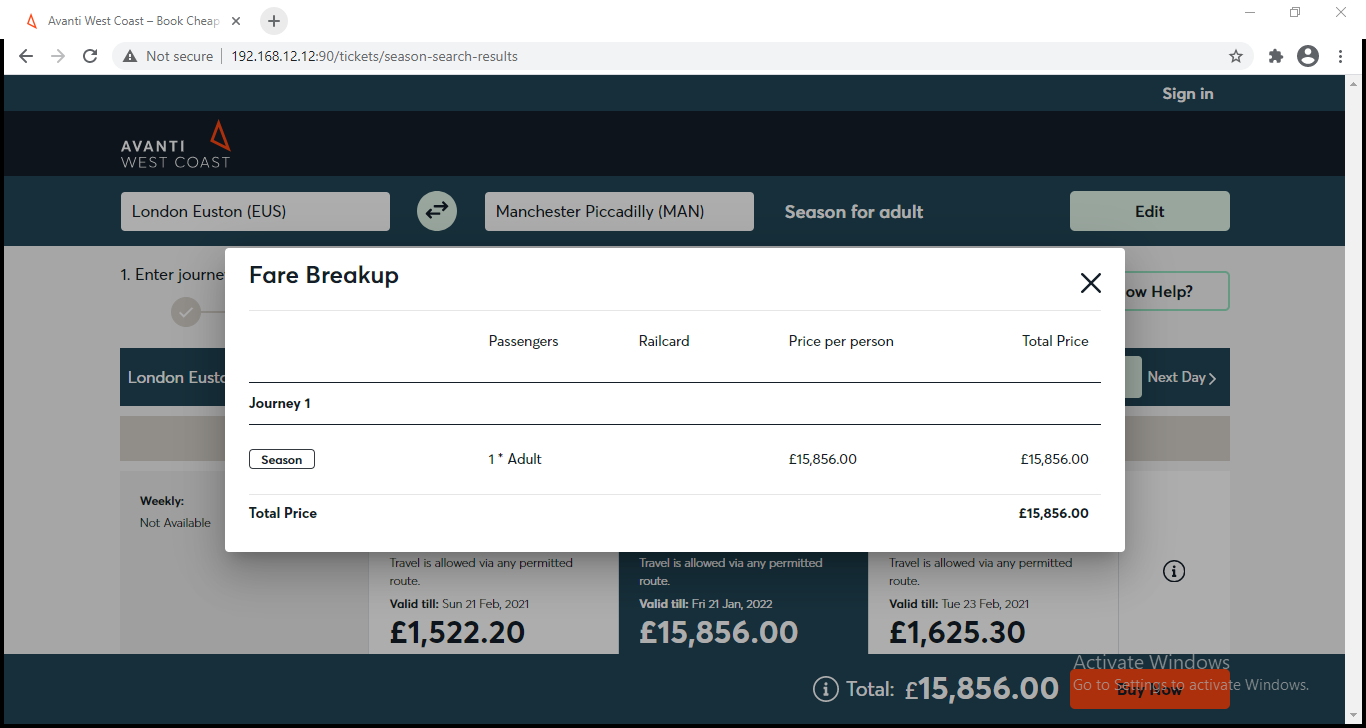 Avanti West Coast – Book Cheap
Not secure
192.168.12.12:90/tickets/season-search-results
Sign in
AVANTI
WEST COAST
London Euston (EUS)
Manchester Piccadilly (MAN)
Season for adult
Edit
1. Enter journe
ow Help?
Fare Breakup
Passengers Railcard Price per person Total Price
London Eusto
Next Day
Journey 1
Season 1 * Adult £15,856.00 £15,856.00
Total Price £15,856.00
Weekly:
Not Available
Travel is allowed via any permitted
route.
Valid till: Sun 21 Feb, 2021
£1,522.20
Travel is allowed via any permitted
route.
Valid till: Fri 21 Jan, 2022
£15,856.00
Travel is allowed via any permitted
route.
Valid till: Tue 23 Feb, 2021
£1,625.30
Total: £15,856.00
Buy Now
Activate Windows
Go to Settings to activate Windows.